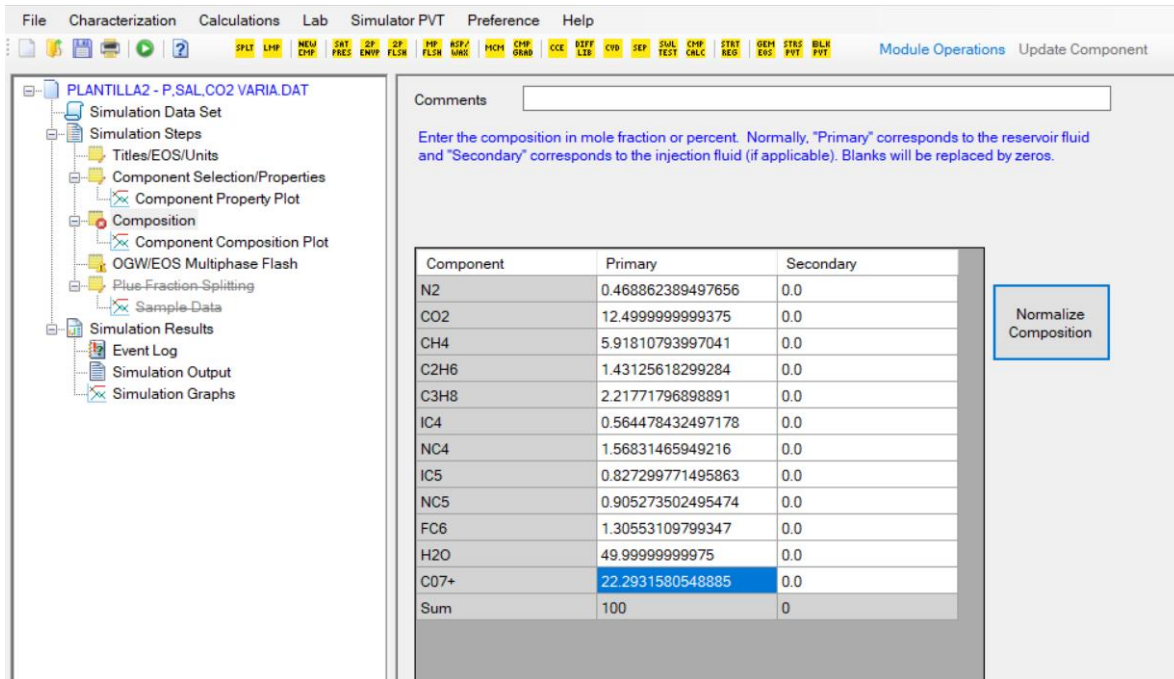 File Characterization Calculations Lab Simulator PVT Preference Help
SPLT LMP NEW CMP SAT PRES 2P ENVP 2P FLSH MP FLSH ASP/ WAX MCM CMP GRAD CCE DIFF LIB CVD SEP SWL TEST CMP CALC STRT REG GEM EOS STRS PVT BLK PVT Module Operations Update Component
PLANTILLA2 - P,SAL,CO2 VARIA.DAT
Simulation Data Set
Simulation Steps
Titles/EOS/Units
Component Selection/Properties
Component Property Plot
Composition
Component Composition Plot
OGW/EOS Multiphase Flash
Plus Fraction Splitting
Sample Data
Simulation Results
Event Log
Simulation Output
Simulation Graphs
Comments
Enter the composition in mole fraction or percent. Normally, "Primary" corresponds to the reservoir fluid
and "Secondary" corresponds to the injection fluid (if applicable). Blanks will be replaced by zeros.
Component Primary Secondary
N2 0.468862389497656 0.0
CO2 12.4999999999375 0.0
CH4 5.91810793997041 0.0
C2H6 1.43125618299284 0.0
C3H8 2.21771796898891 0.0
IC4 0.564478432497178 0.0
NC4 1.56831465949216 0.0
IC5 0.827299771495863 0.0
NC5 0.905273502495474 0.0
FC6 1.30553109799347 0.0
H2O 49.99999999975 0.0
C07+ 22.2931580548885 0.0
Sum 100 0
Normalize
Composition